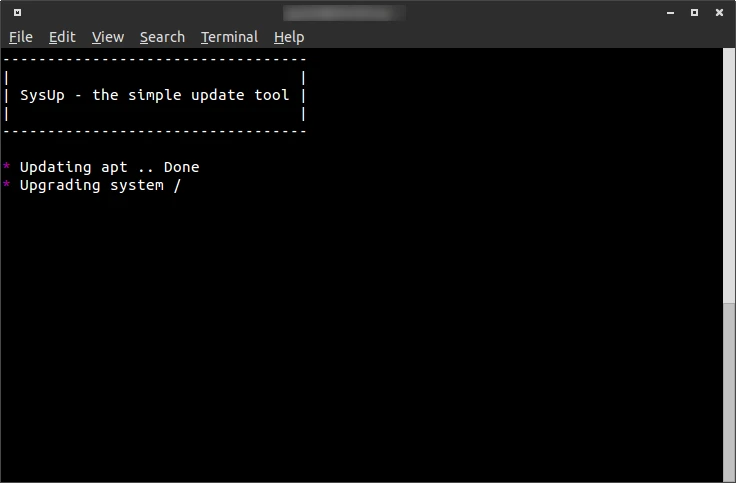 File Edit View Search Terminal Help
----------------------------------
|                                |
| SysUp - the simple update tool |
|                                |
----------------------------------
* Updating apt .. Done
* Upgrading system /